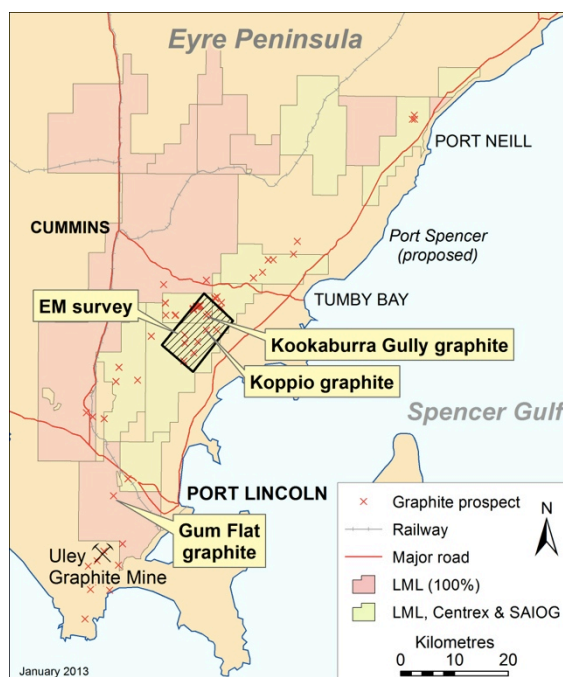 Eyre Peninsula
PORT NEILL
CUMMINS
Port Spencer
(proposed)
EM survey
TUMBY BAY
Kookaburra Gully graphite
Koppio graphite
Spencer Gulf
PORT LINCOLN
Gum Flat
graphite
Uley
Graphite Mine
Graphite prospect
N
Railway
Major road
LML (100%)
LML, Centrex & SAIOG
Kilometres
0 10 20
January 2013